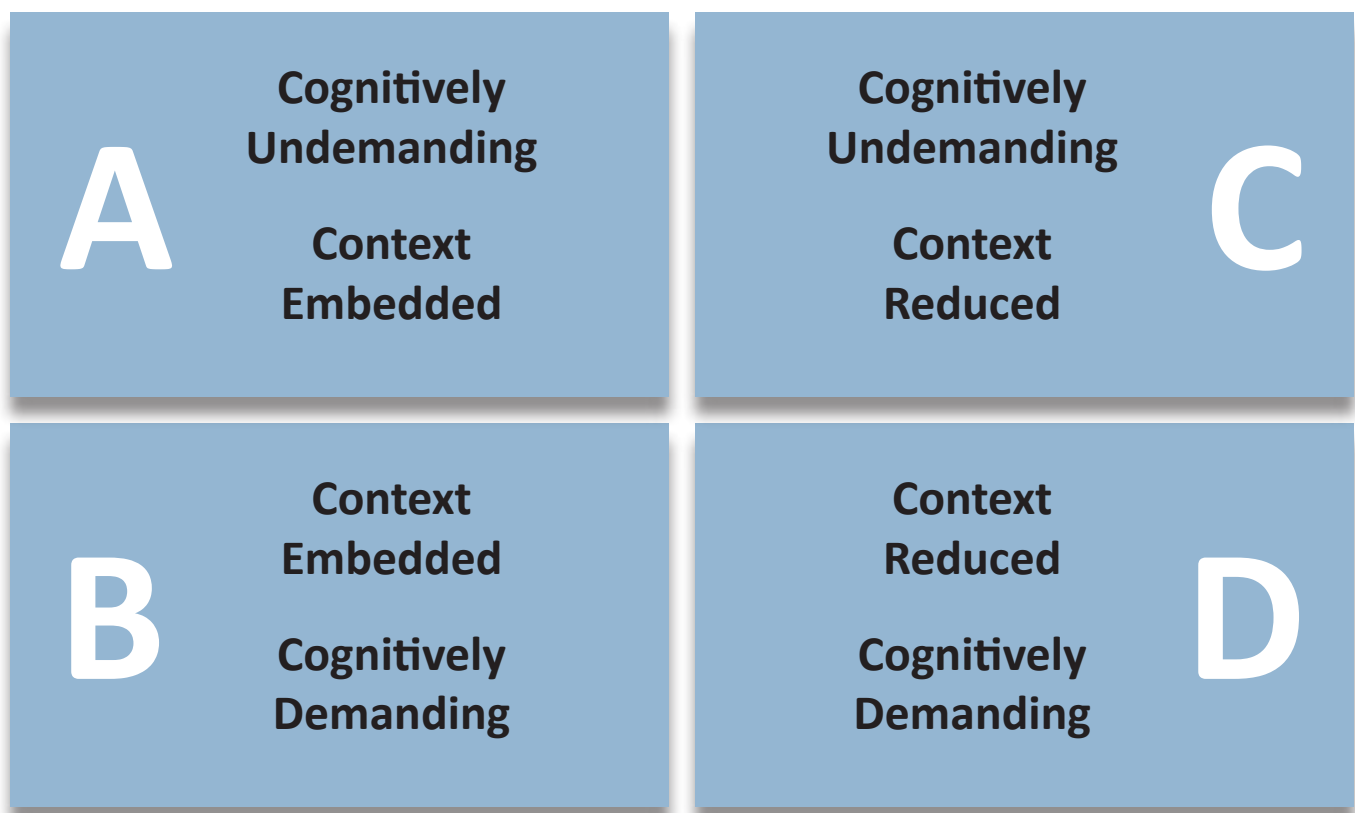 A
Cognitively
Undemanding
Context
Embedded
Cognitively
Undemanding
Context
Reduced
C
B
Context
Embedded
Cognitively
Demanding
Context
Reduced
Cognitively
Demanding
D